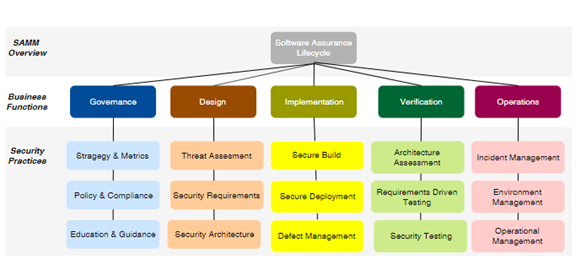 SAMM
Overview
Software Assurance
Lifecycle
Business
Functions
Governance
Design
Implementation
Verification
Operations
Security
Practices
Stragegy & Metrics
Threat Assesment
Secure Build
Architecture
Assessment
Incident Management
Policy & Compliance
Security Requirements
Secure Deployment
Requirements Driven
Testing
Environment
Management
Education & Guidance
Security Architecture
Defect Management
Security Testing
Operational
Management